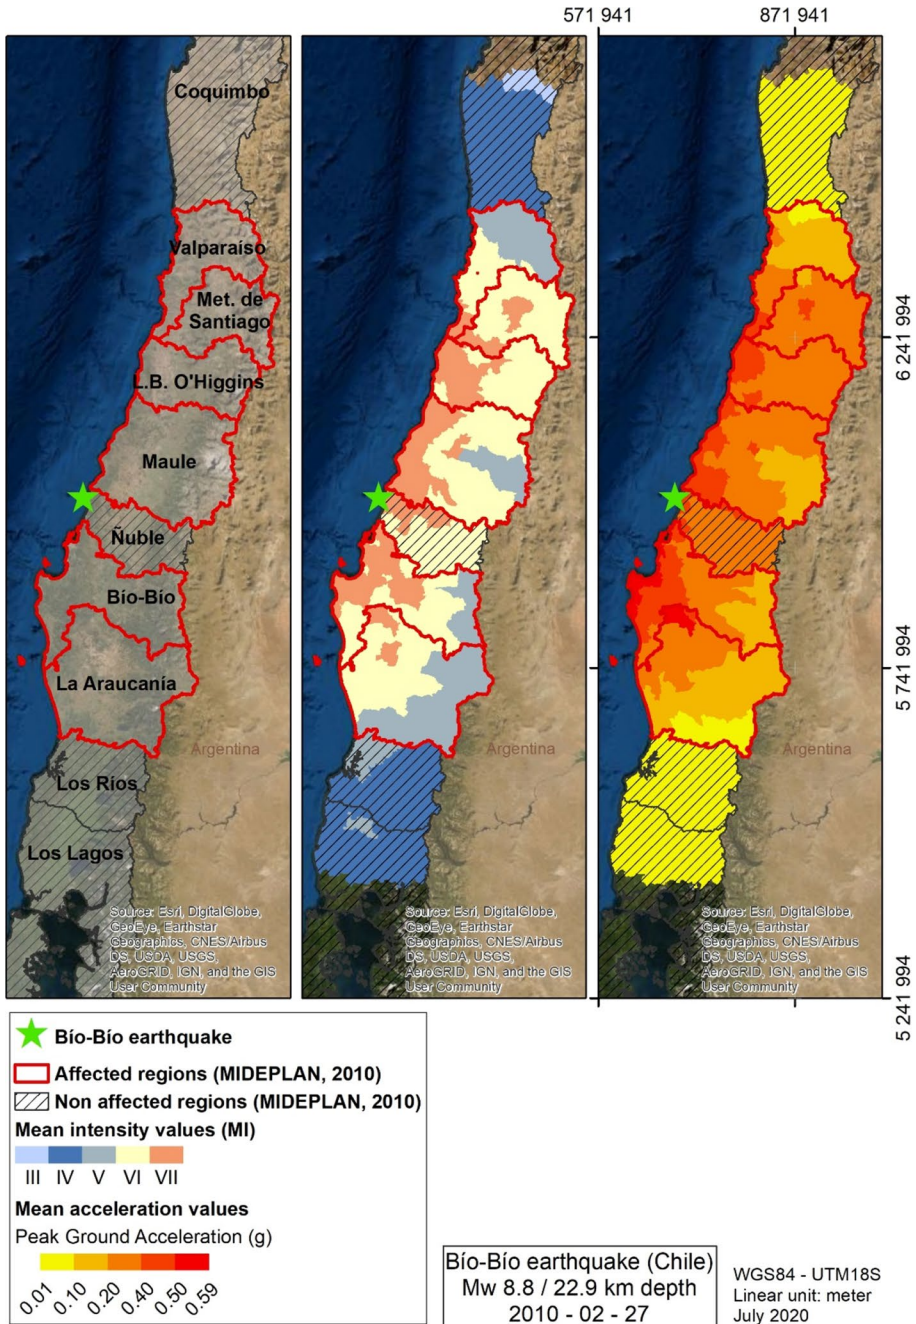 571 941
871 941
Coquimbo
Valparaíso
Met. de
Santiago
L.B. O'Higgins
Maule
Ñuble
Bío-Bío
La Araucanía
Argentina
Los Ríos
Los Lagos
Source: Esri, DigitalGlobe,
GeoEye, Earthstar
Geographics, CNES/Airbus
DS, USDA, USGS,
AeroGRID, IGN, and the GIS
User Community
Argentina
Source: Esri, DigitalGlobe,
GeoEye, Earthstar
Geographics, CNES/Airbus
DS, USDA, USGS,
AeroGRID, IGN, and the GIS
User Community
Argentina
Source: Esri, DigitalGlobe,
GeoEye, Earthstar
Geographics, CNES/Airbus
DS, USDA, USGS,
AeroGRID, IGN, and the GIS
User Community
6 241 994
5 741 994
5 241 994
Bío-Bío earthquake
Affected regions (MIDEPLAN, 2010)
Non affected regions (MIDEPLAN, 2010)
Mean intensity values (MI)
III IV V VI VII
Mean acceleration values
Peak Ground Acceleration (g)
0.01 0.10 0.20 0.40 0.50 0.59
Bío-Bío earthquake (Chile)
Mw 8.8 / 22.9 km depth
2010 - 02 - 27
WGS84 - UTM18S
Linear unit: meter
July 2020